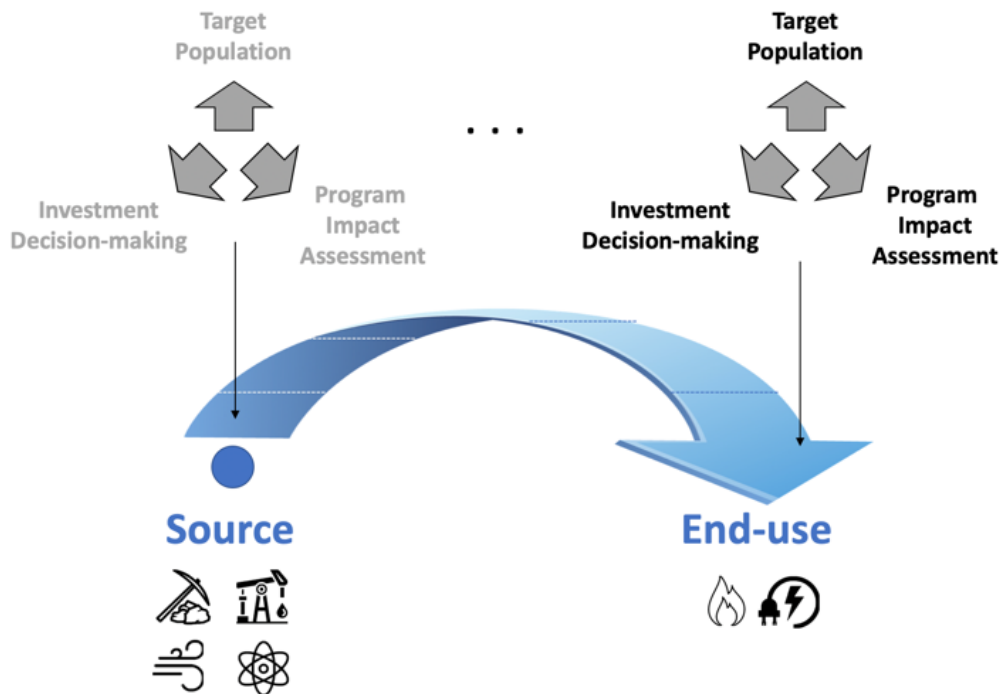 Target
Population
Investment
Decision-making
Program
Impact
Assessment
. . .
Target
Population
Investment
Decision-making
Program
Impact
Assessment
Source
End-use